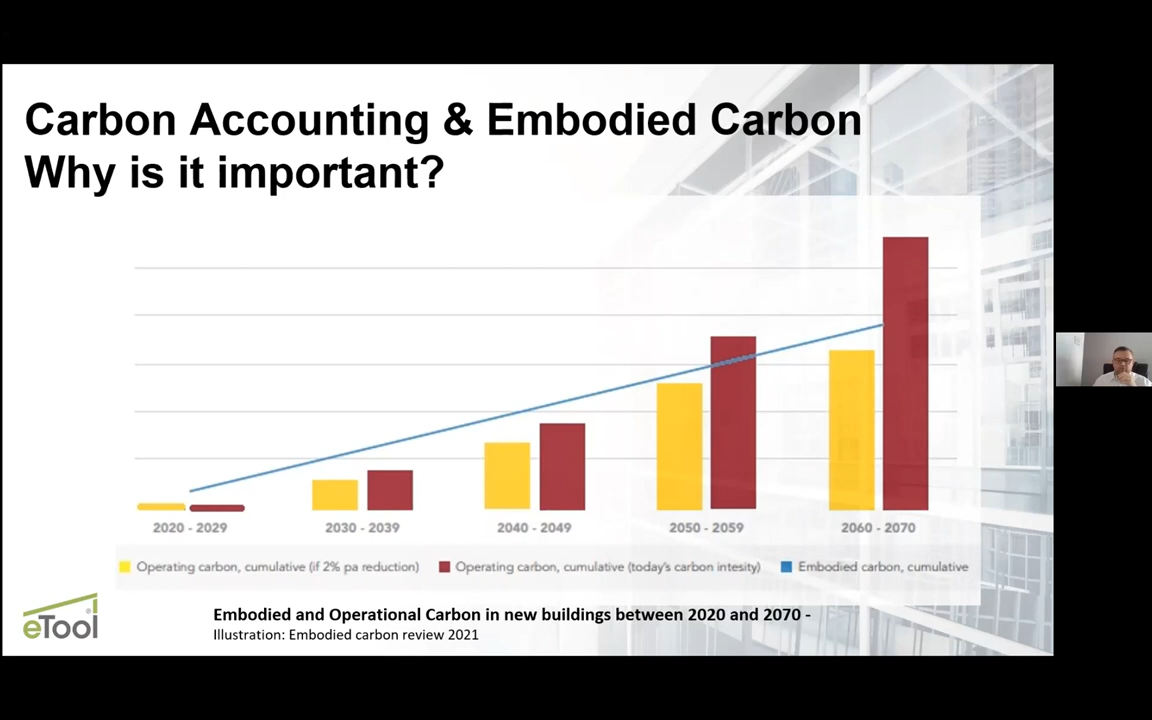 Carbon Accounting & Embodied Carbon
Why is it important?
2020 - 2029
2030 - 2039
2040 - 2049
2050 - 2059
2060 - 2070
Operating carbon, cumulative (if 2% pa reduction)
Operating carbon, cumulative (today's carbon intesity)
Embodied carbon, cumulative
eTool®
Embodied and Operational Carbon in new buildings between 2020 and 2070 -
Illustration: Embodied carbon review 2021